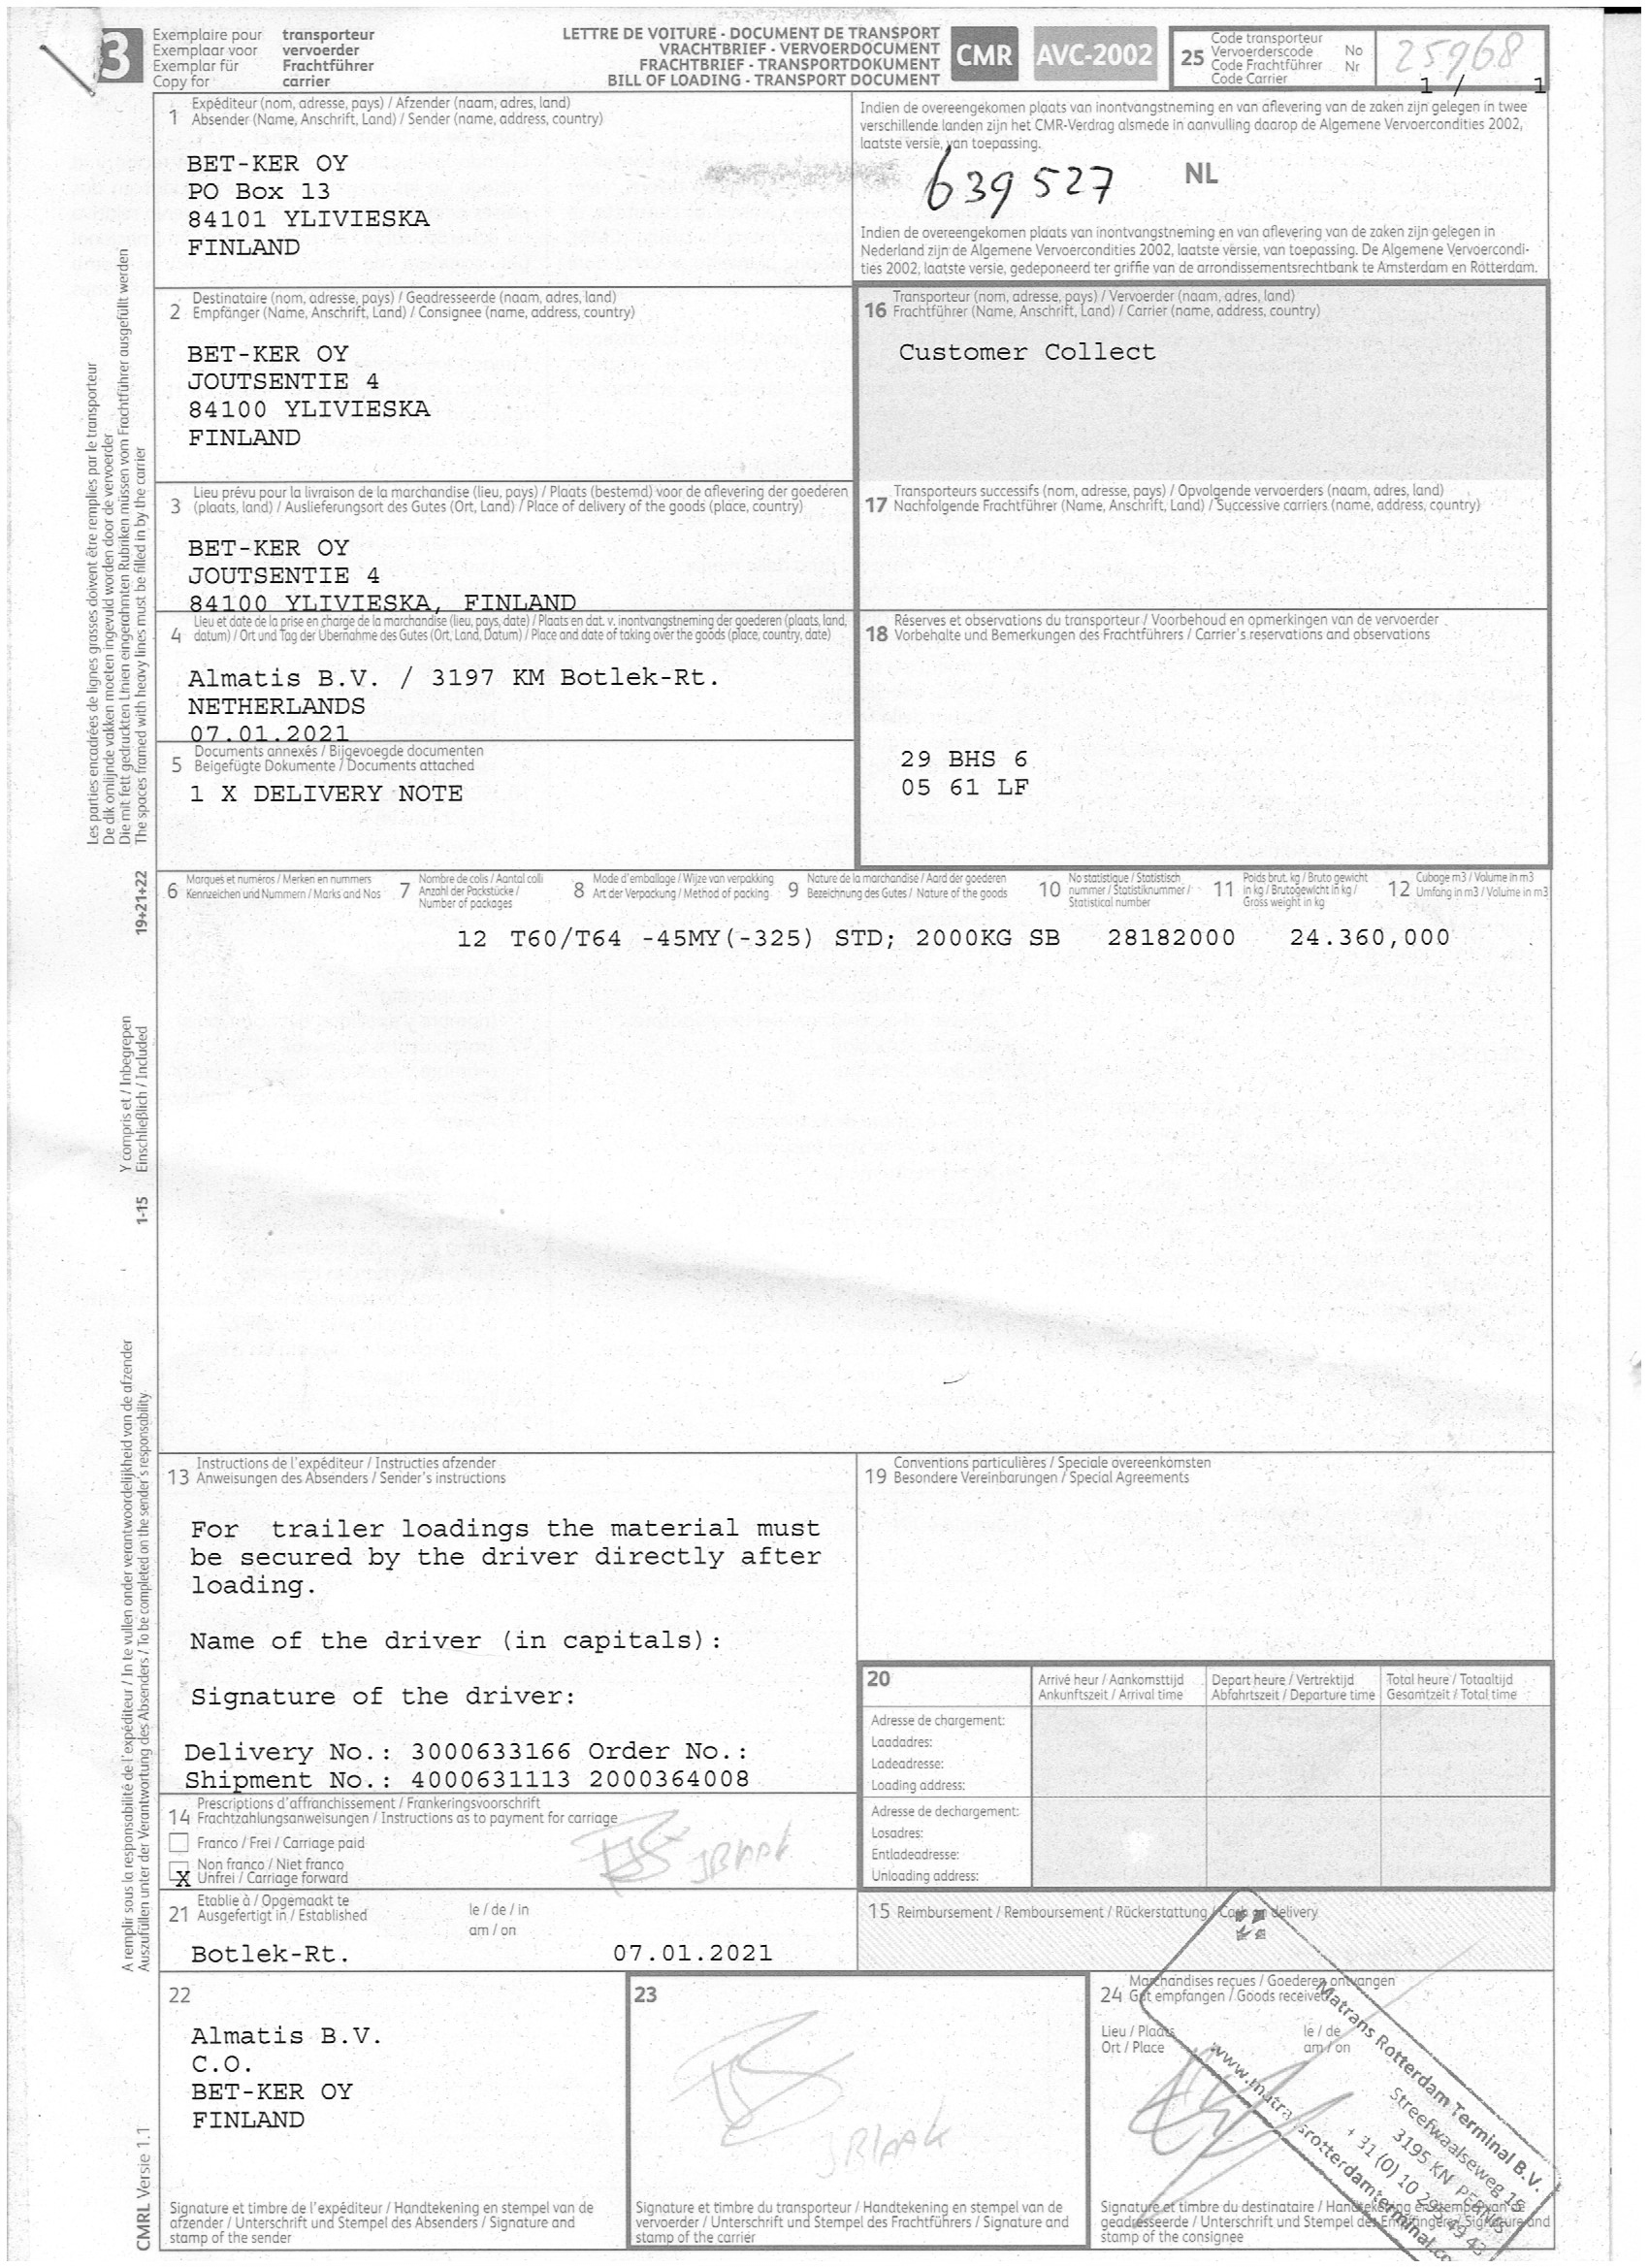 3
Exemplaire pour transporteur
Exemplaar voor vervoerder
Exemplar für Frachtführer
Copy for carrier
LETTRE DE VOITURE - DOCUMENT DE TRANSPORT
VRACHTBRIEF - VERVOERDOCUMENT
FRACHTBRIEF - TRANSPORTDOKUMENT
BILL OF LOADING - TRANSPORT DOCUMENT
CMR AVC-2002
25 Code transporteur
Vervoerderscode No
Code Frachtführer Nr
Code Carrier
25968
1 / 1
1 Expéditeur (nom, adresse, pays) / Afzender (naam, adres, land)
Absender (Name, Anschrift, Land) / Sender (name, address, country)
BET-KER OY
PO Box 13
84101 YLIVIESKA
FINLAND
Indien de overeengekomen plaats van inontvangstneming en van aflevering van de zaken zijn gelegen in twee
verschillende landen zijn het CMR-Verdrag alsmede in aanvulling daarop de Algemene Vervoercondities 2002,
laatste versie, van toepassing.
639527 NL
Indien de overeengekomen plaats van inontvangstneming en van aflevering van de zaken zijn gelegen in
Nederland zijn de Algemene Vervoercondities 2002, laatste versie, van toepassing. De Algemene Vervoercondi-
ties 2002, laatste versie, gedeponeerd ter griffie van de arrondissementsrechtbank te Amsterdam en Rotterdam.
2 Destinataire (nom, adresse, pays) / Geadresseerde (naam, adres, land)
Empfänger (Name, Anschrift, Land) / Consignee (name, address, country)
BET-KER OY
JOUTSENTIE 4
84100 YLIVIESKA
FINLAND
16 Transporteur (nom, adresse, pays) / Vervoerder (naam, adres, land)
Frachtführer (Name, Anschrift, Land) / Carrier (name, address, country)
Customer Collect
3 Lieu prévu pour la livraison de la marchandise (lieu, pays) / Plaats (bestemd) voor de aflevering der goederen
(plaats, land) / Auslieferungsort des Gutes (Ort, Land) / Place of delivery of the goods (place, country)
BET-KER OY
JOUTSENTIE 4
84100 YLIVIESKA, FINLAND
17 Transporteurs successifs (nom, adresse, pays) / Opvolgende vervoerders (naam, adres, land)
Nachfolgende Frachtführer (Name, Anschrift, Land) / Successive carriers (name, address, country)
4 Lieu et date de la prise en charge de la marchandise (lieu, pays, date) / Plaats en dat. v. inontvangstneming der goederen (plaats, land,
datum) / Ort und Tag der Übernahme des Gutes (Ort, Land, Datum) / Place and date of taking over the goods (place, country, date)
Almatis B.V. / 3197 KM Botlek-Rt.
NETHERLANDS
07.01.2021
18 Réserves et observations du transporteur / Voorbehoud en opmerkingen van de vervoerder
Vorbehalte und Bemerkungen des Frachtführers / Carrier's reservations and observations
29 BHS 6
05 61 LF
5 Documents annexés / Bijgevoegde documenten
Beigefügte Dokumente / Documents attached
1 X DELIVERY NOTE
Les parties encadrées de lignes grasses doivent être remplies par le transporteur
De dik omlijnde vakken moeten ingevuld worden door de vervoerder
Die mit fett gedruckten Linien eingerahmten Rubriken müssen vom Frachtführer ausgefüllt werden
The spaces framed with heavy lines must be filled in by the carrier
19+21+22
Y compris et / Inbegrepen
Einschließlich / Included
1-15
A remplir sous la responsabilité de l'expéditeur / In te vullen onder verantwoordelijkheid van de afzender
Auszufüllen unter der Verantwortung des Absenders / To be completed on the sender's responsability
CMRL Versie 1.1
6 Marques et numéros / Merken en nummers
Kennzeichen und Nummern / Marks and Nos
7 Nombre de colis / Aantal colli
Anzahl der Packstücke /
Number of packages
8 Mode d'emballage / Wijze van verpakking
Art der Verpackung / Method of packing
9 Nature de la marchandise / Aard der goederen
Bezeichnung des Gutes / Nature of the goods
10 No statistique / Statistisch
nummer / Statistiknummer /
Statistical number
11 Poids brut. kg / Bruto gewicht
in kg / Bruttogewicht in kg /
Gross weight in kg
12 Cubage m3 / Volume in m3
Umfang in m3 / Volume in m3
12 T60/T64 -45MY(-325) STD; 2000KG SB 28182000 24.360,000
13 Instructions de l'expéditeur / Instructies afzender
Anweisungen des Absenders / Sender's instructions
For trailer loadings the material must
be secured by the driver directly after
loading.
Name of the driver (in capitals):
Signature of the driver:
Delivery No.: 3000633166 Order No.:
Shipment No.: 4000631113 2000364008
19 Conventions particulières / Speciale overeenkomsten
Besondere Vereinbarungen / Special Agreements
20
Arrivé heur / Aankomsttijd
Ankunftszeit / Arrival time
Depart heure / Vertrektijd
Abfahrtszeit / Departure time
Total heure / Totaaltijd
Gesamtzeit / Total time
Adresse de chargement:
Laadadres:
Ladeadresse:
Loading address:
Adresse de dechargement:
Losadres:
Entladeadresse:
Unloading address:
14 Prescriptions d'affranchissement / Frankeringsvoorschrift
Frachtzahlungsanweisungen / Instructions as to payment for carriage
Franco / Frei / Carriage paid
Non franco / Niet franco
X Unfrei / Carriage forward
21 Etablie à / Opgemaakt te
Ausgefertigt in / Established
le / de / in
am / on
Botlek-Rt. 07.01.2021
15 Reimbursement / Remboursement / Rückerstattung / Cash on delivery
22
Almatis B.V.
C.O.
BET-KER OY
FINLAND
Signature et timbre de l'expéditeur / Handtekening en stempel van de
afzender / Unterschrift und Stempel des Absenders / Signature and
stamp of the sender
23
Signature et timbre du transporteur / Handtekening en stempel van de
vervoerder / Unterschrift und Stempel des Frachtführers / Signature and
stamp of the carrier
24 Marchandises reçues / Goederen ontvangen
Gut empfangen / Goods received
Lieu / Plaats
Ort / Place
le / de
am / on
Signature et timbre du destinataire / Handtekening en stempel van de
geadresseerde / Unterschrift und Stempel des Empfängers / Signature and
stamp of the consignee
Matrans Rotterdam Terminal B.V.
Streefwaalseweg 16
3195 KN PERNIS